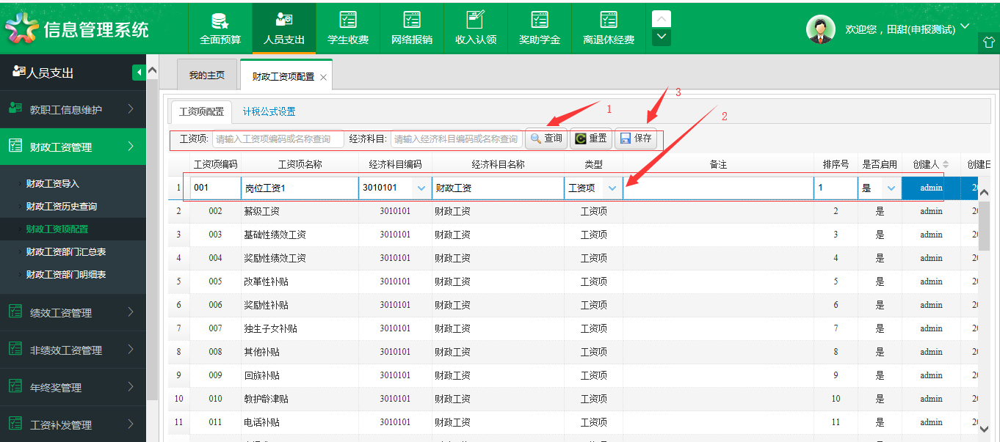 信息管理系统
全面预算 人员支出 学生收费 网络报销 收入认领 奖助学金 离退休经费
欢迎您，田甜(申报测试)
人员支出
教职工信息维护
财政工资管理
财政工资导入
财政工资历史查询
财政工资项配置
财政工资部门汇总表
财政工资部门明细表
绩效工资管理
非绩效工资管理
年终奖管理
工资补发管理
我的主页 财政工资项配置
工资项配置 计税公式设置
1 3 2
工资项: 请输入工资项编码或名称查询 经济科目: 请输入经济科目编码或名称查询 查询 重置 保存
工资项编码 工资项名称 经济科目编码 经济科目名称 类型 备注 排序号 是否启用 创建人 创建日
1 001 岗位工资1 3010101 财政工资 工资项 1 是 admin 2
2 002 薪级工资 3010101 财政工资 工资项 2 是 admin 20
3 003 基础性绩效工资 3010101 财政工资 工资项 3 是 admin 20
4 004 奖励性绩效工资 3010101 财政工资 工资项 4 是 admin 20
5 005 改革性补贴 3010101 财政工资 工资项 5 是 admin 20
6 006 奖励性补贴 3010101 财政工资 工资项 6 是 admin 20
7 007 独生子女补贴 3010101 财政工资 工资项 7 是 admin 20
8 008 其他补贴 3010101 财政工资 工资项 8 是 admin 20
9 009 回族补贴 3010101 财政工资 工资项 9 是 admin 20
10 010 教护龄津贴 3010101 财政工资 工资项 10 是 admin 20
11 011 电话补贴 3010101 财政工资 工资项 11 是 admin 20